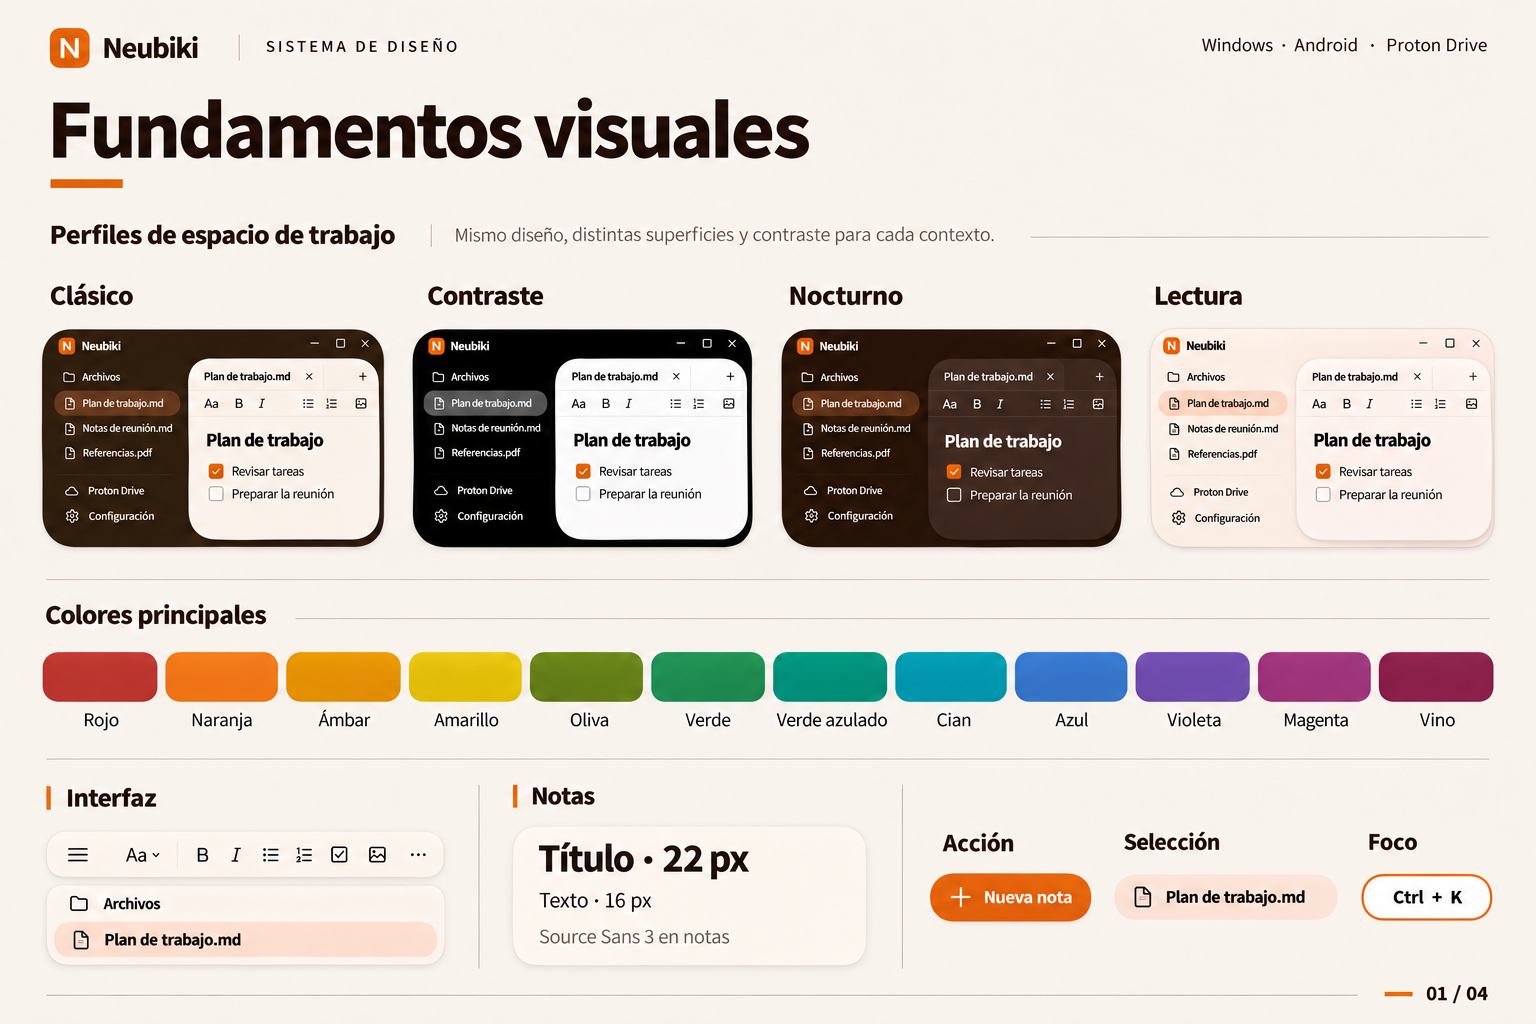 N Neubiki
SISTEMA DE DISEÑO
Windows · Android · Proton Drive
Fundamentos visuales
Perfiles de espacio de trabajo
Mismo diseño, distintas superficies y contraste para cada contexto.
Clásico
N Neubiki
Archivos
Plan de trabajo.md
Notas de reunión.md
Referencias.pdf
Proton Drive
Configuración
Plan de trabajo.md
Aa B I
Plan de trabajo
Revisar tareas
Preparar la reunión
Contraste
N Neubiki
Archivos
Plan de trabajo.md
Notas de reunión.md
Referencias.pdf
Proton Drive
Configuración
Plan de trabajo.md
Aa B I
Plan de trabajo
Revisar tareas
Preparar la reunión
Nocturno
N Neubiki
Archivos
Plan de trabajo.md
Notas de reunión.md
Referencias.pdf
Proton Drive
Configuración
Plan de trabajo.md
Aa B I
Plan de trabajo
Revisar tareas
Preparar la reunión
Lectura
N Neubiki
Archivos
Plan de trabajo.md
Notas de reunión.md
Referencias.pdf
Proton Drive
Configuración
Plan de trabajo.md
Aa B I
Plan de trabajo
Revisar tareas
Preparar la reunión
Colores principales
Rojo
Naranja
Ámbar
Amarillo
Oliva
Verde
Verde azulado
Cian
Azul
Violeta
Magenta
Vino
Interfaz
Aa B I
Archivos
Plan de trabajo.md
Notas
Título · 22 px
Texto · 16 px
Source Sans 3 en notas
Acción
Nueva nota
Selección
Plan de trabajo.md
Foco
Ctrl + K
01 / 04